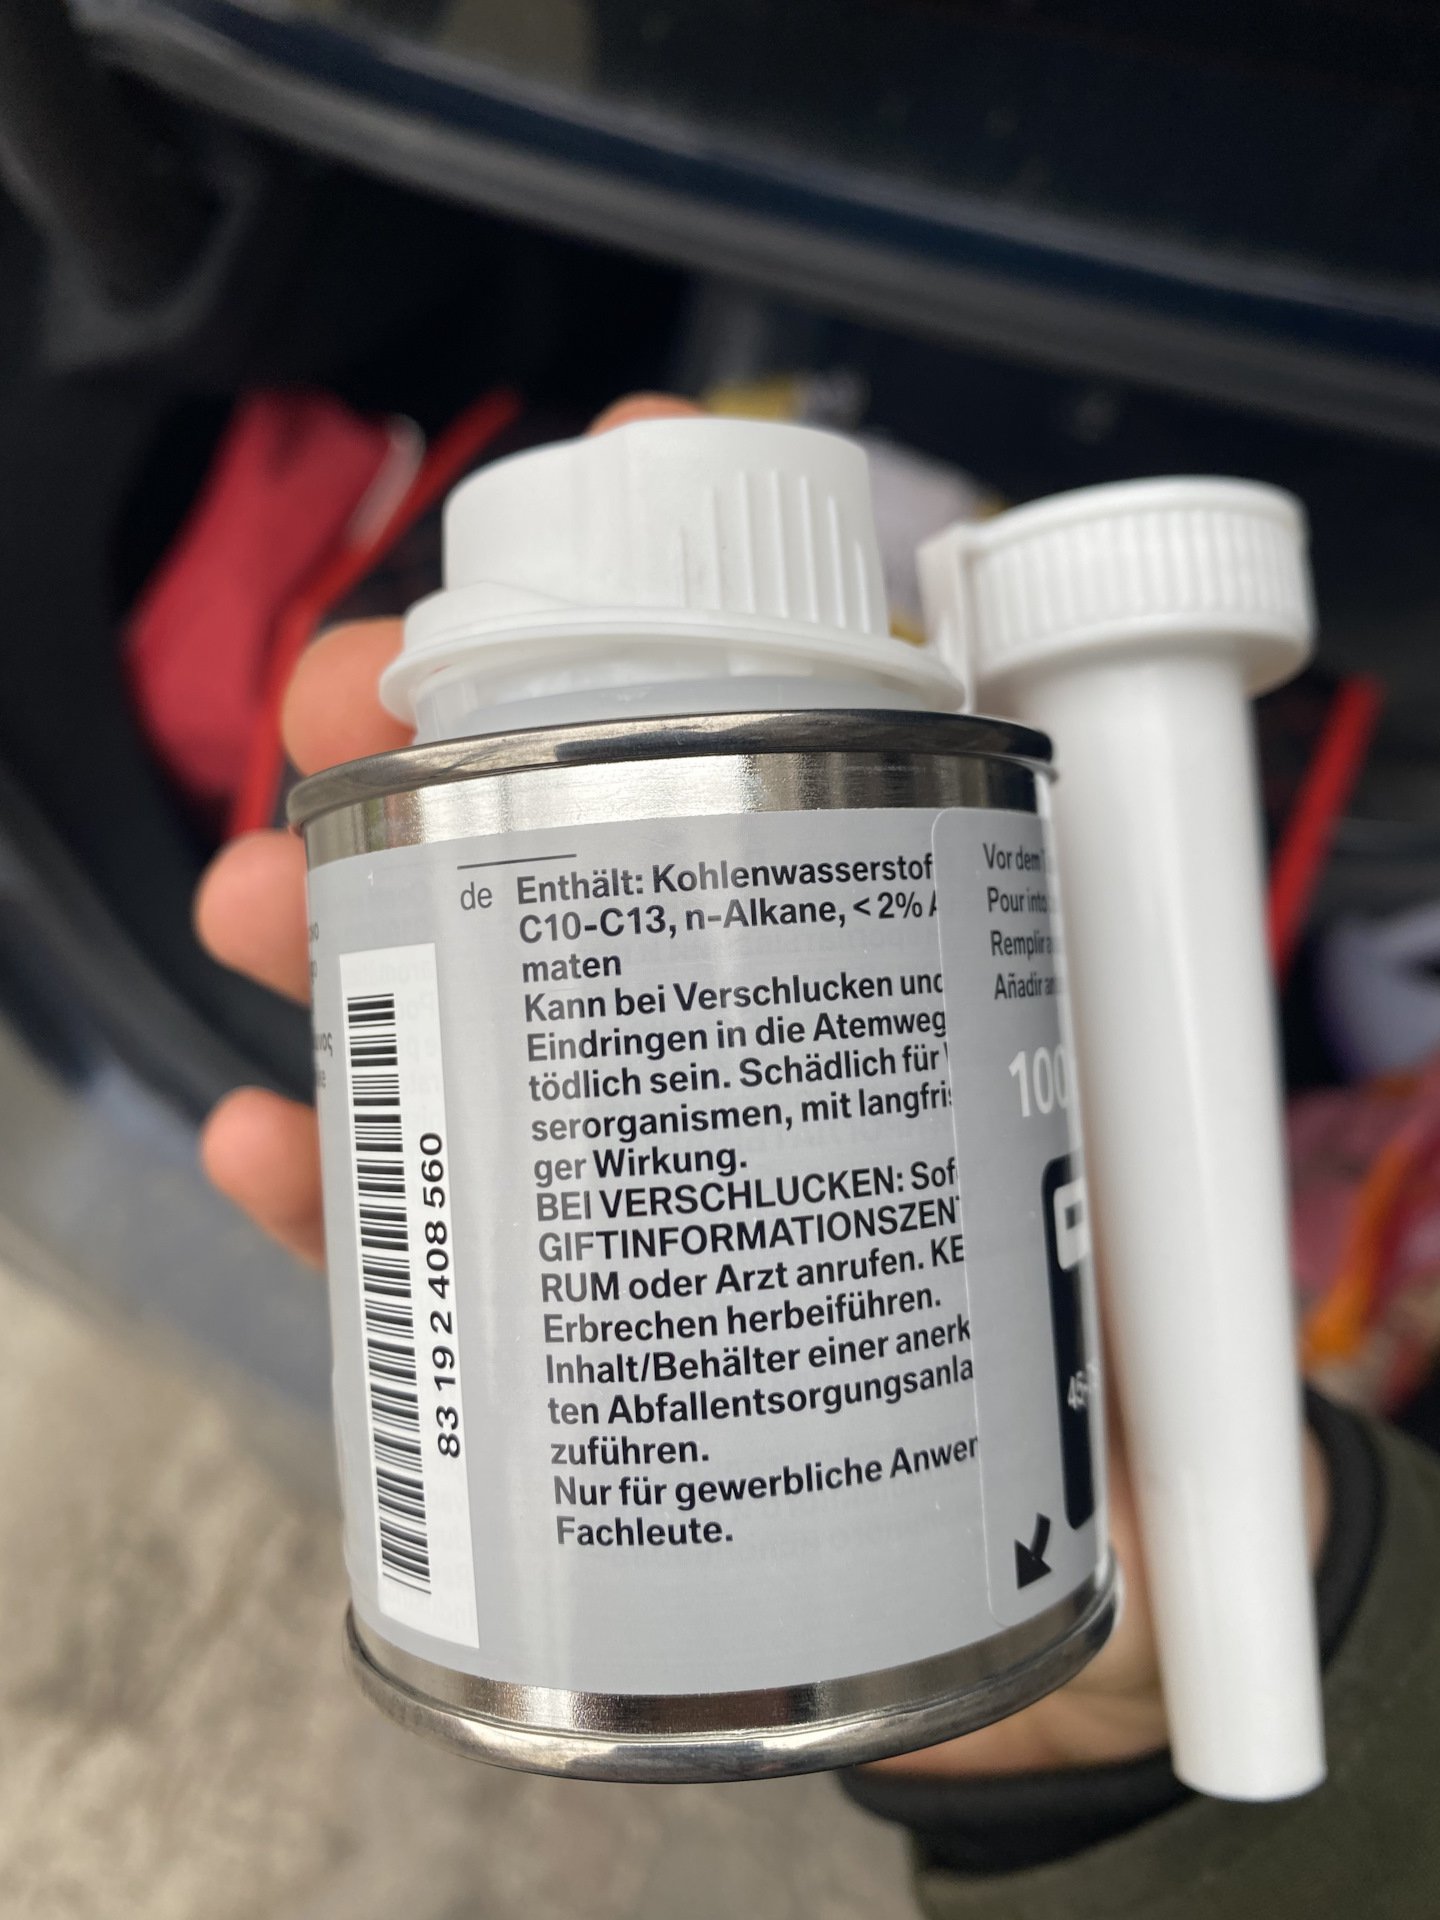 de
Enthält: Kohlenwasserstof
C10-C13, n-Alkane, < 2%
maten
Kann bei Verschlucken und
Eindringen in die Atemweg
tödlich sein. Schädlich für
serorganismen, mit langfris
ger Wirkung.
BEI VERSCHLUCKEN: Sof
GIFTINFORMATIONSZENT
RUM oder Arzt anrufen. KE
Erbrechen herbeiführen.
Inhalt/Behälter einer anerk
ten Abfallentsorgungsanla
zuführen.
Nur für gewerbliche Anwen
Fachleute.
83 19 2 408 560
Vor dem
Pour into
Remplir
Añadir
100